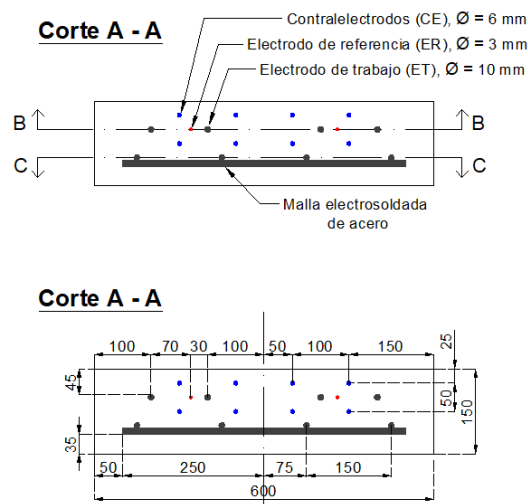 Corte A - A
Contralelectrodos (CE), Ø = 6 mm
Electrodo de referencia (ER), Ø = 3 mm
Electrodo de trabajo (ET), Ø = 10 mm
B B
C C
Malla electrosoldada
de acero
Corte A - A
100 70 30 100 50 100 150 25
45 50 150
35
50 250 75 150
600